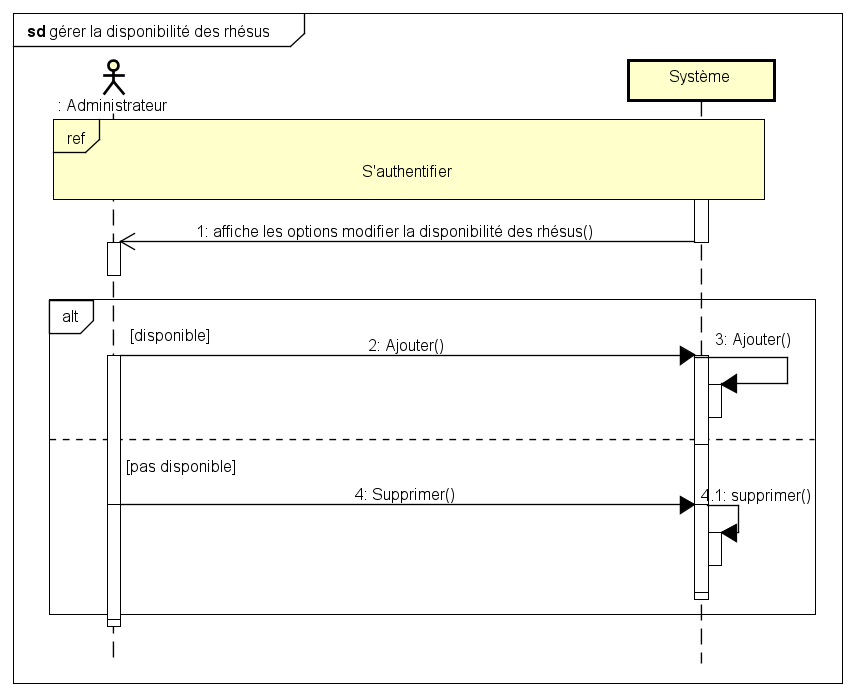 sd gérer la disponibilité des rhésus
: Administrateur
Système
ref
S'authentifier
1: affiche les options modifier la disponibilité des rhésus()
alt
[disponible]
2: Ajouter()
3: Ajouter()
[pas disponible]
4: Supprimer()
4.1: supprimer()